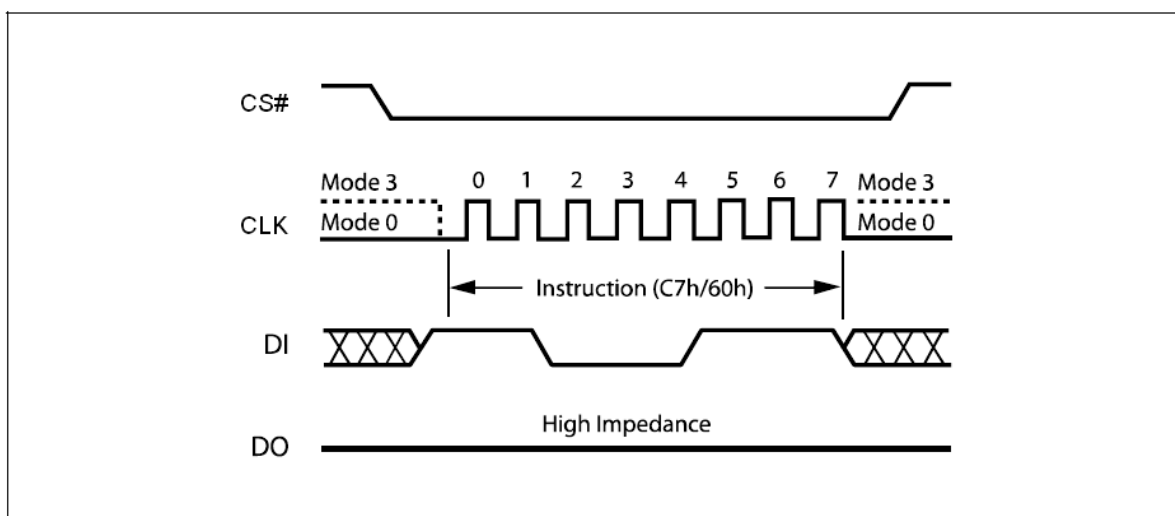 CS#
Mode 3 0 1 2 3 4 5 6 7 Mode 3
CLK Mode 0 Mode 0
Instruction (C7h/60h)
DI
High Impedance
DO